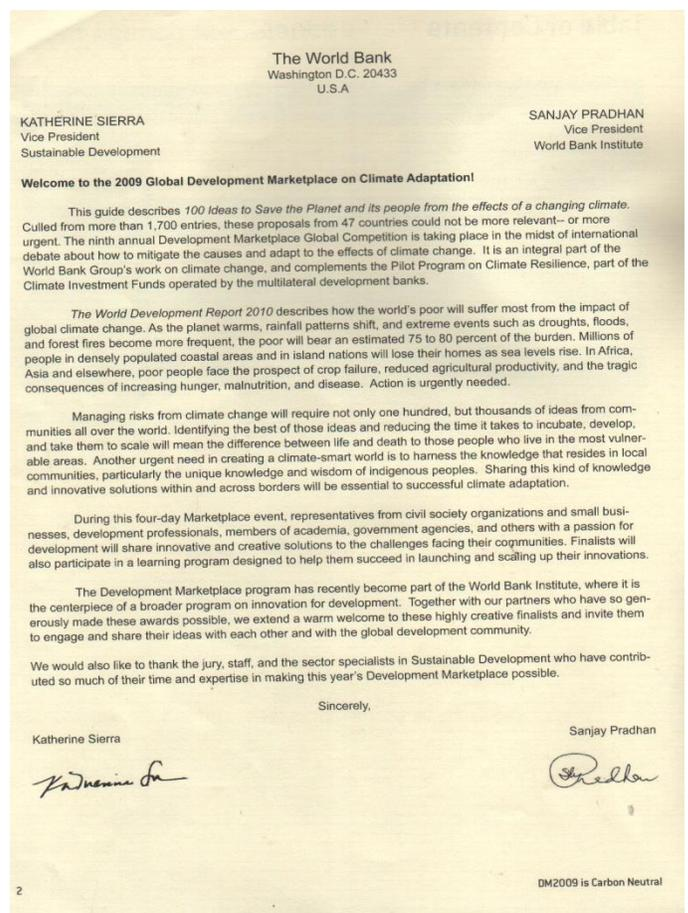 The World Bank
Washington D.C. 20433
U.S.A
KATHERINE SIERRA
Vice President
Sustainable Development
SANJAY PRADHAN
Vice President
World Bank Institute
Welcome to the 2009 Global Development Marketplace on Climate Adaptation!
This guide describes 100 Ideas to Save the Planet and its people from the effects of a changing climate.
Culled from more than 1,700 entries, these proposals from 47 countries could not be more relevant-- or more
urgent. The ninth annual Development Marketplace Global Competition is taking place in the midst of international
debate about how to mitigate the causes and adapt to the effects of climate change. It is an integral part of the
World Bank Group's work on climate change, and complements the Pilot Program on Climate Resilience, part of the
Climate Investment Funds operated by the multilateral development banks.
The World Development Report 2010 describes how the world's poor will suffer most from the impact of
global climate change. As the planet warms, rainfall patterns shift, and extreme events such as droughts, floods,
and forest fires become more frequent, the poor will bear an estimated 75 to 80 percent of the burden. Millions of
people in densely populated coastal areas and in island nations will lose their homes as sea levels rise. In Africa,
Asia and elsewhere, poor people face the prospect of crop failure, reduced agricultural productivity, and the tragic
consequences of increasing hunger, malnutrition, and disease. Action is urgently needed.
Managing risks from climate change will require not only one hundred, but thousands of ideas from com-
munities all over the world. Identifying the best of those ideas and reducing the time it takes to incubate, develop,
and take them to scale will mean the difference between life and death to those people who live in the most vulner-
able areas. Another urgent need in creating a climate-smart world is to harness the knowledge that resides in local
communities, particularly the unique knowledge and wisdom of indigenous peoples. Sharing this kind of knowledge
and innovative solutions within and across borders will be essential to successful climate adaptation.
During this four-day Marketplace event, representatives from civil society organizations and small busi-
nesses, development professionals, members of academia, government agencies, and others with a passion for
development will share innovative and creative solutions to the challenges facing their communities. Finalists will
also participate in a learning program designed to help them succeed in launching and scaling up their innovations.
The Development Marketplace program has recently become part of the World Bank Institute, where it is
the centerpiece of a broader program on innovation for development. Together with our partners who have so gen-
erously made these awards possible, we extend a warm welcome to these highly creative finalists and invite them
to engage and share their ideas with each other and with the global development community.
We would also like to thank the jury, staff, and the sector specialists in Sustainable Development who have contrib-
uted so much of their time and expertise in making this year's Development Marketplace possible.
Sincerely,
Katherine Sierra
Sanjay Pradhan
2
DM2009 is Carbon Neutral